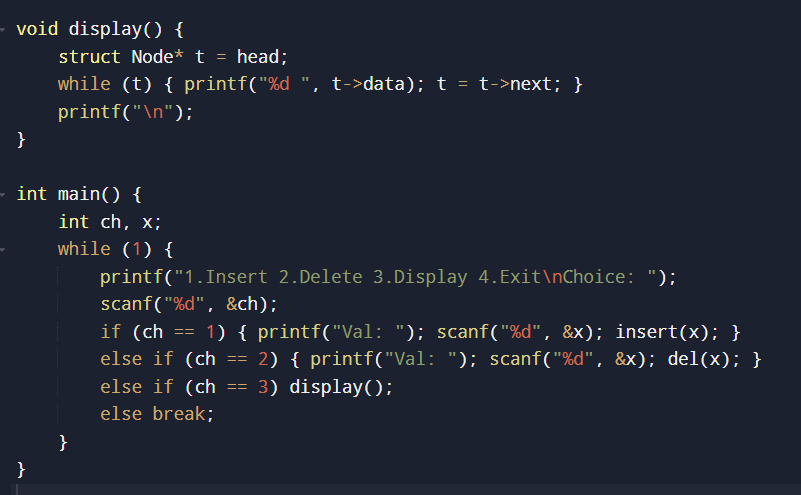 void display() {
    struct Node* t = head;
    while (t) { printf("%d ", t->data); t = t->next; }
    printf("\n");
}

int main() {
    int ch, x;
    while (1) {
        printf("1.Insert 2.Delete 3.Display 4.Exit\nChoice: ");
        scanf("%d", &ch);
        if (ch == 1) { printf("Val: "); scanf("%d", &x); insert(x); }
        else if (ch == 2) { printf("Val: "); scanf("%d", &x); del(x); }
        else if (ch == 3) display();
        else break;
    }
}